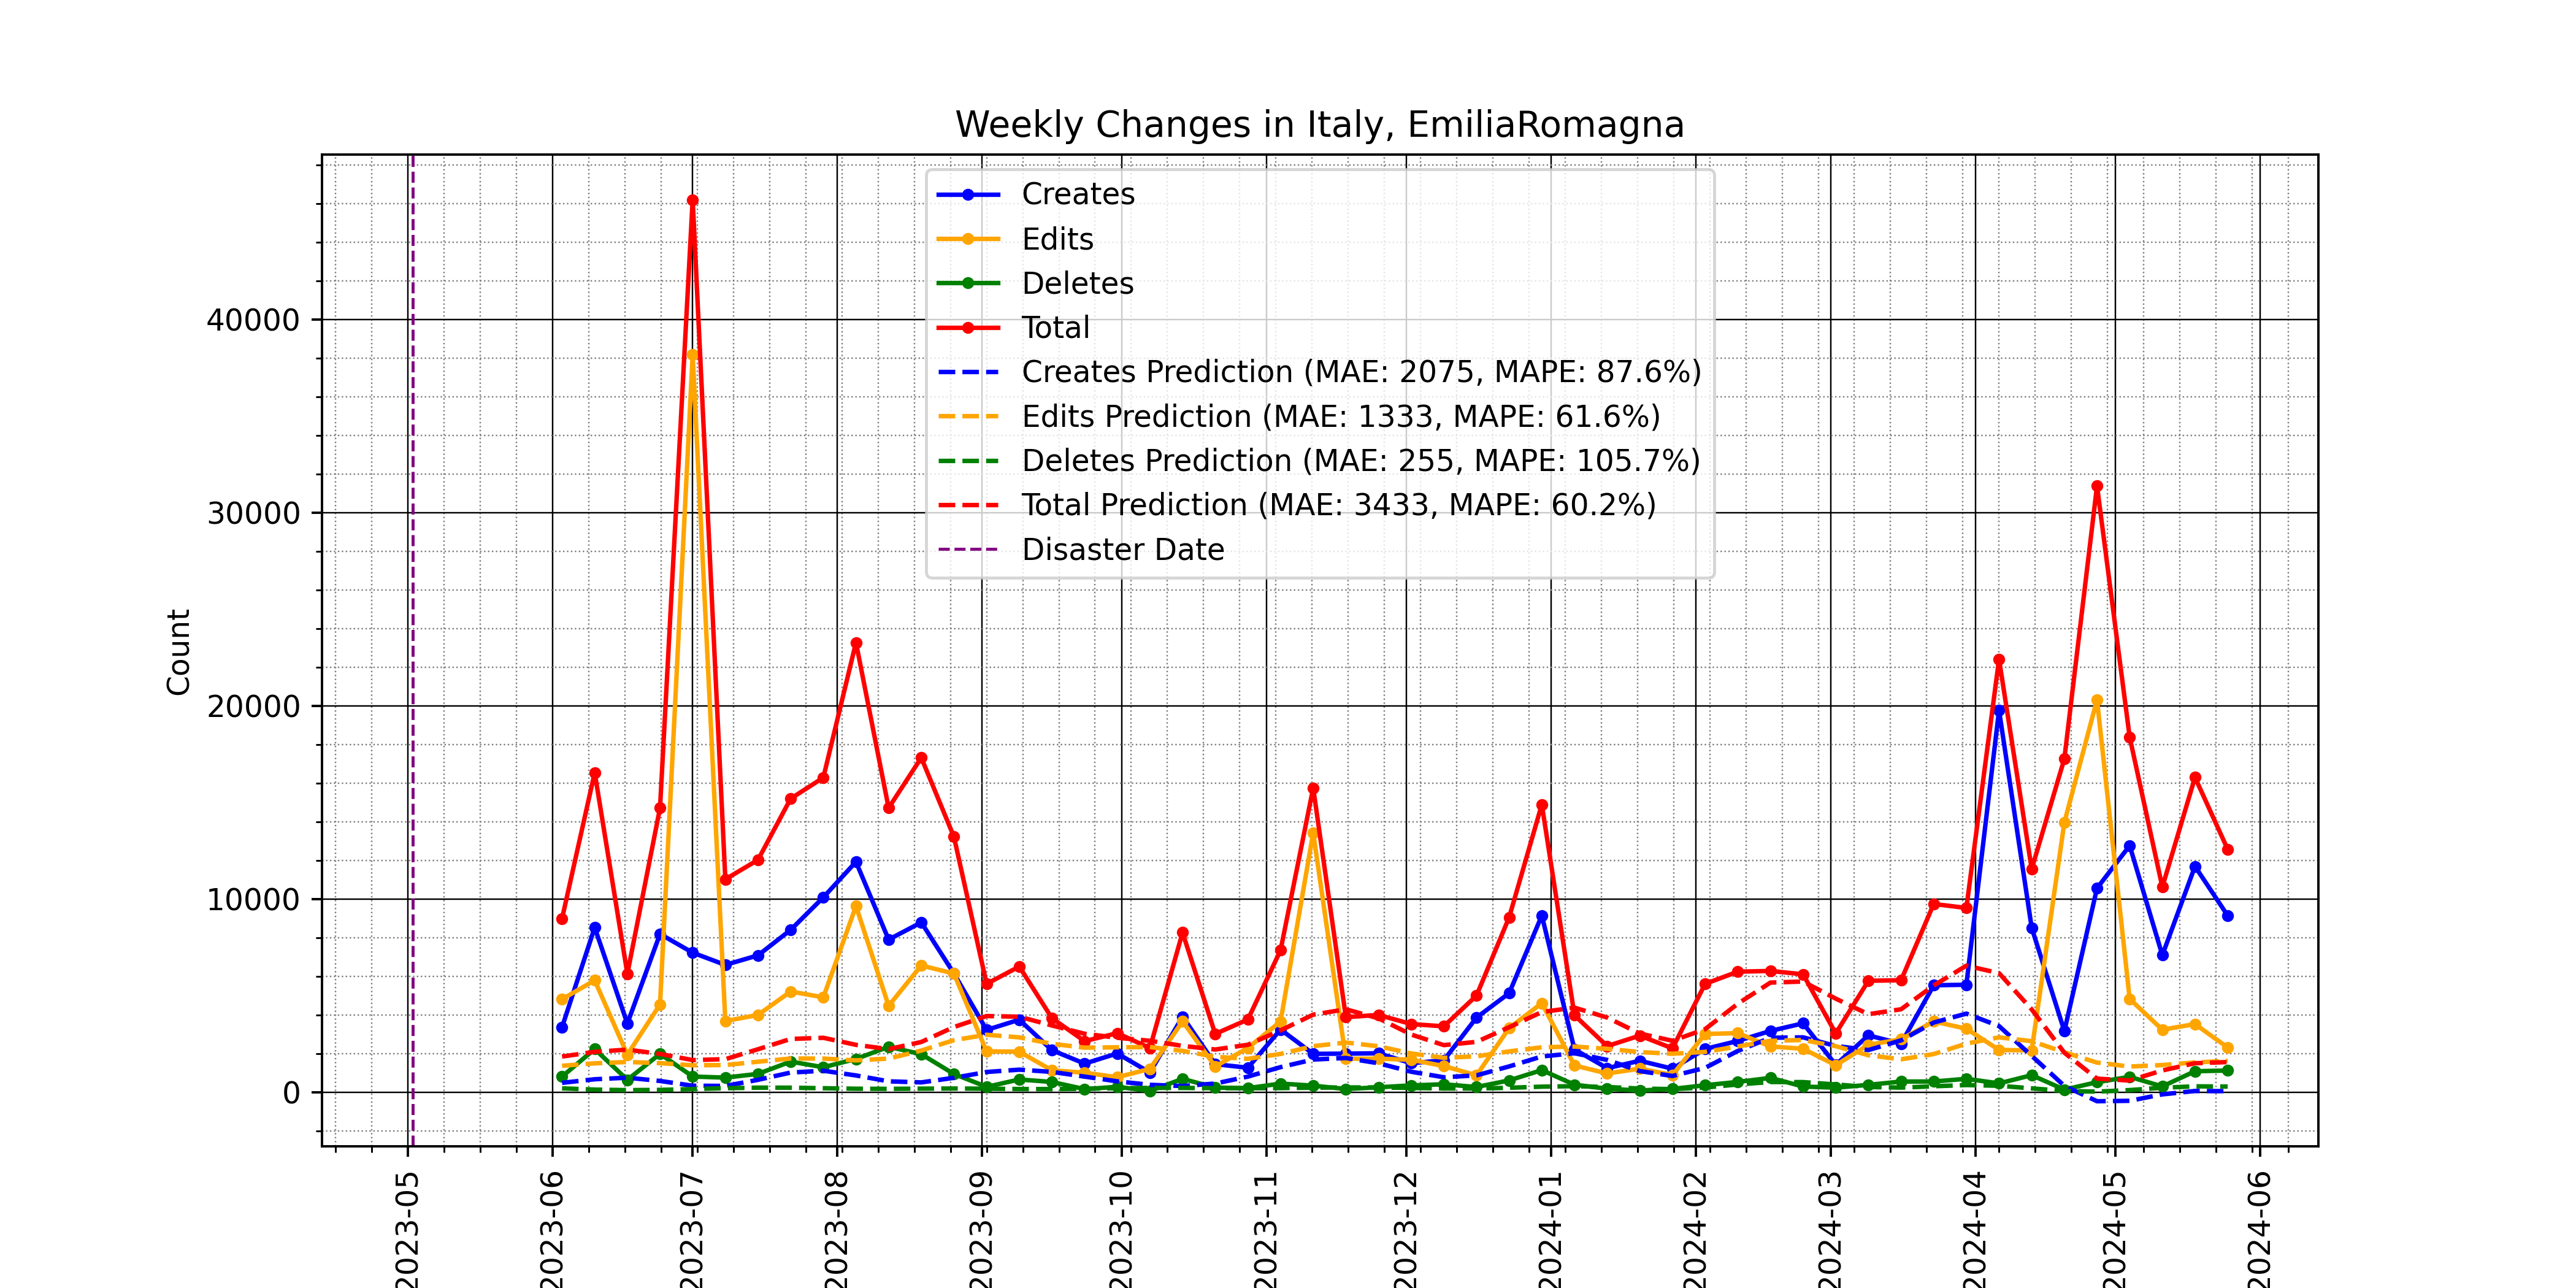 Weekly Changes in Italy, EmiliaRomagna
Creates
Edits
Deletes
Total
Creates Prediction (MAE: 2075, MAPE: 87.6%)
Edits Prediction (MAE: 1333, MAPE: 61.6%)
Deletes Prediction (MAE: 255, MAPE: 105.7%)
Total Prediction (MAE: 3433, MAPE: 60.2%)
Disaster Date
Count
40000
30000
20000
10000
0
2023-05
2023-06
2023-07
2023-08
2023-09
2023-10
2023-11
2023-12
2024-01
2024-02
2024-03
2024-04
2024-05
2024-06